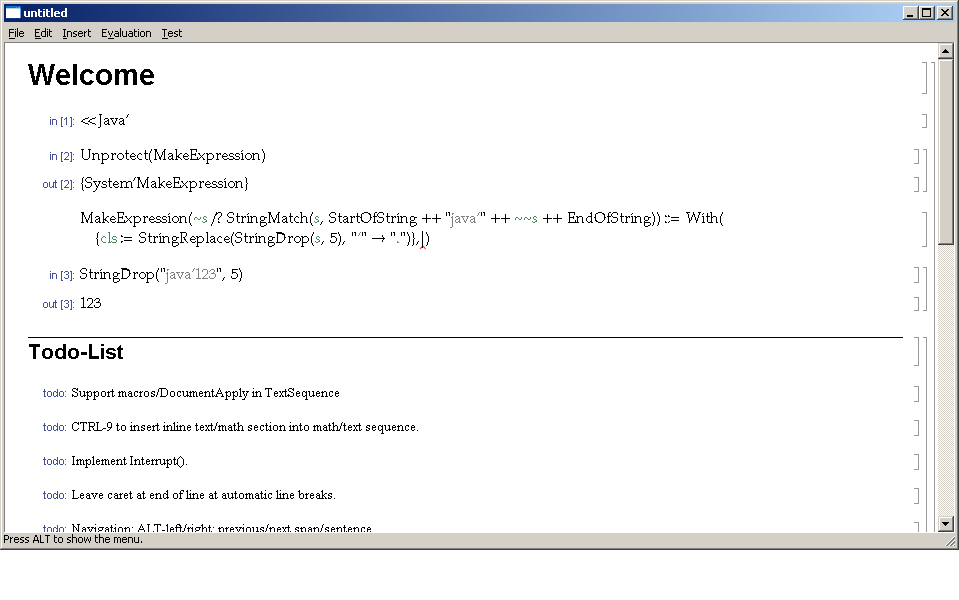 untitled
File Edit Insert Evaluation Test
Welcome
in [1]: <<Java′
in [2]: Unprotect(MakeExpression)
out [2]: {System′MakeExpression}
MakeExpression(~s /? StringMatch(s, StartOfString ++ "java′" ++ ~~s ++ EndOfString)) ::= With(
{cls := StringReplace(StringDrop(s, 5), "′" → ".")},)
in [3]: StringDrop("java′123", 5)
out [3]: 123
Todo-List
todo: Support macros/DocumentApply in TextSequence
todo: CTRL-9 to insert inline text/math section into math/text sequence.
todo: Implement Interrupt().
todo: Leave caret at end of line at automatic line breaks.
todo: Navigation: ALT-left/right: previous/next span/sentence
Press ALT to show the menu.